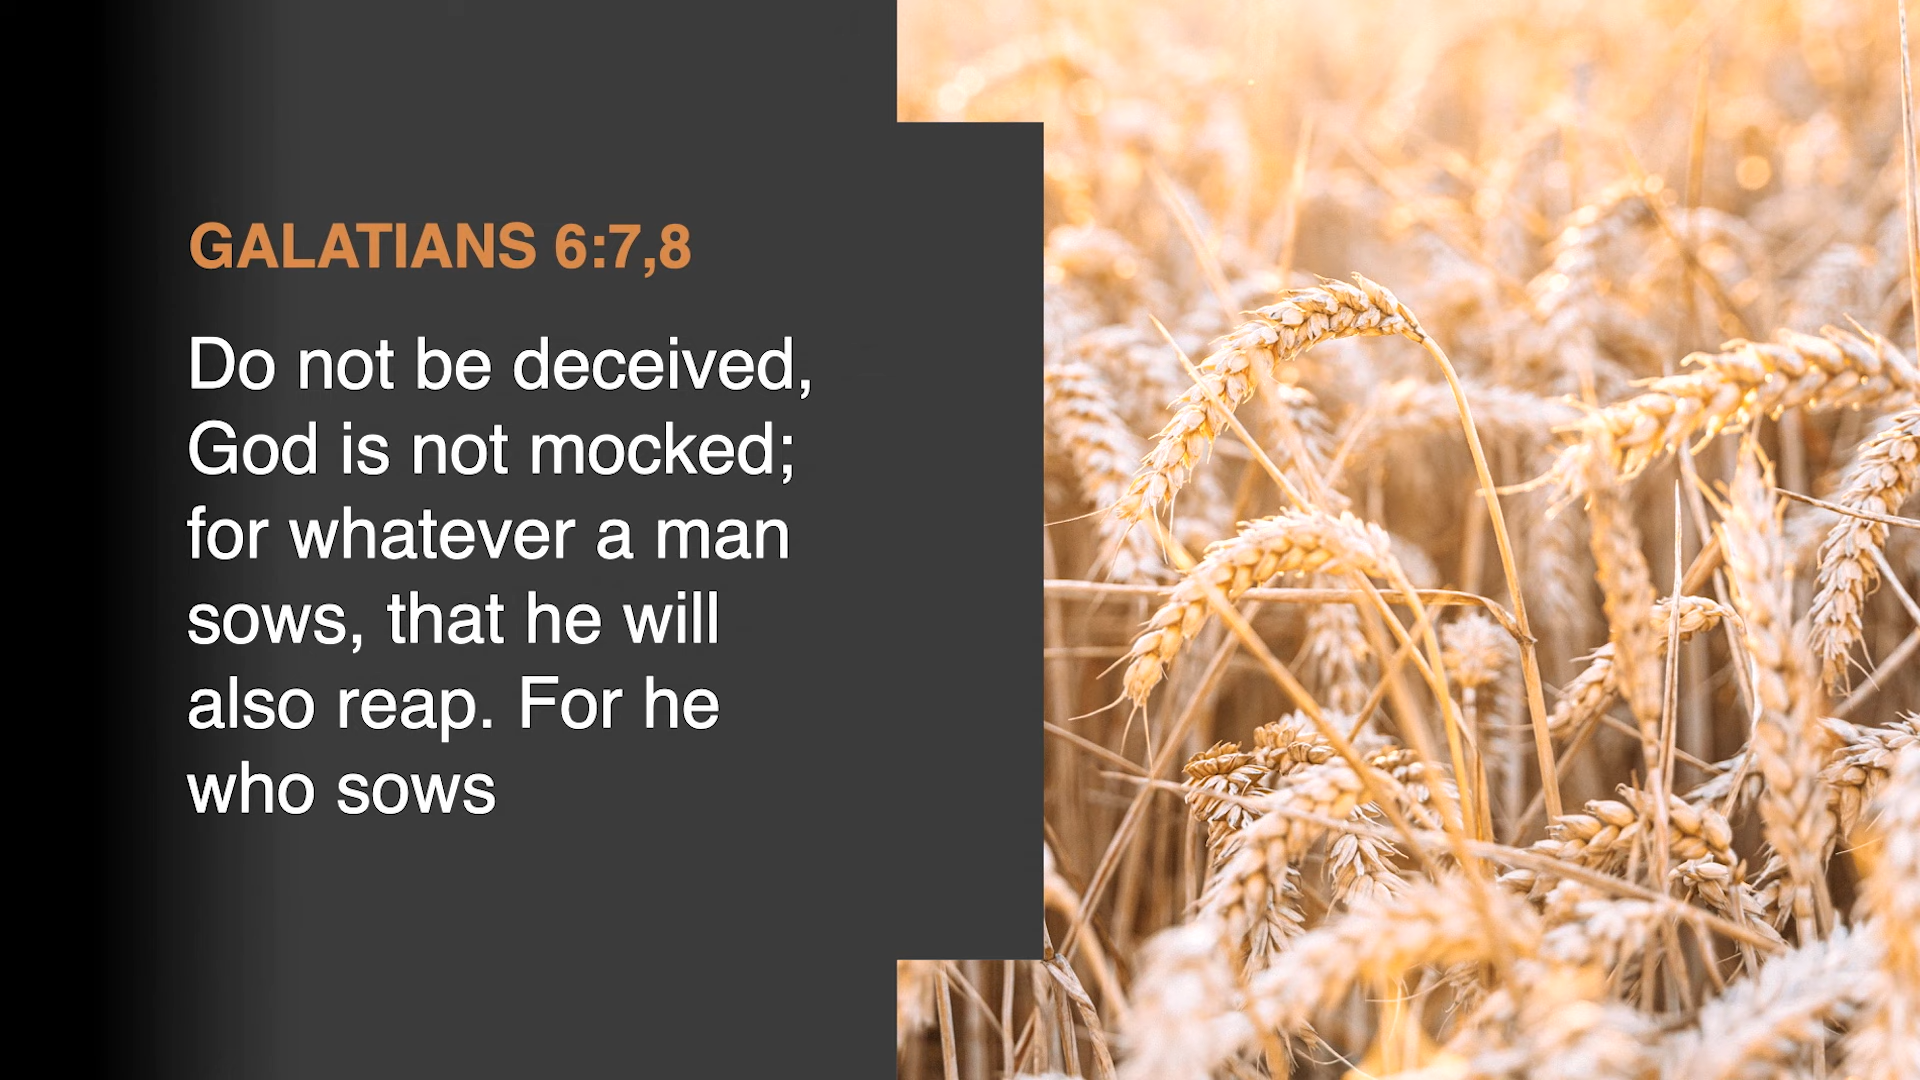 GALATIANS 6:7,8
Do not be deceived,
God is not mocked;
for whatever a man
sows, that he will
also reap. For he
who sows